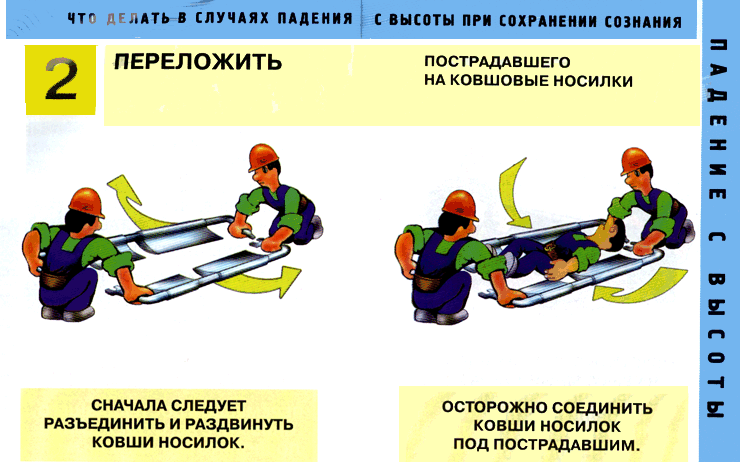 ЧТО ДЕЛАТЬ В СЛУЧАЯХ ПАДЕНИЯ С ВЫСОТЫ ПРИ СОХРАНЕНИИ СОЗНАНИЯ
2
ПЕРЕЛОЖИТЬ
ПОСТРАДАВШЕГО
НА КОВШОВЫЕ НОСИЛКИ
СНАЧАЛА СЛЕДУЕТ
РАЗЪЕДИНИТЬ И РАЗДВИНУТЬ
КОВШИ НОСИЛОК.
ОСТОРОЖНО СОЕДИНИТЬ
КОВШИ НОСИЛОК
ПОД ПОСТРАДАВШИМ.
ПАДЕНИЕ С ВЫСОТЫ